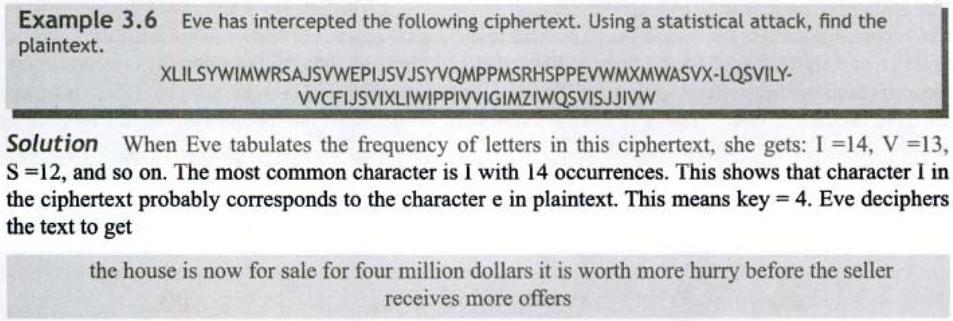 Example 3.6 Eve has intercepted the following ciphertext. Using a statistical attack, find the
plaintext.
XLILSYWIMWRSAJSVWEPIJSVJSYVQMPPMSRHSPPEVWMXMWASVX-LQSVILY-
VVCFIJSVIXLIWIPPIVVIGIMZIWQSVISJJIVW
Solution When Eve tabulates the frequency of letters in this ciphertext, she gets: I =14, V =13,
S =12, and so on. The most common character is I with 14 occurrences. This shows that character I in
the ciphertext probably corresponds to the character e in plaintext. This means key = 4. Eve deciphers
the text to get
the house is now for sale for four million dollars it is worth more hurry before the seller
receives more offers